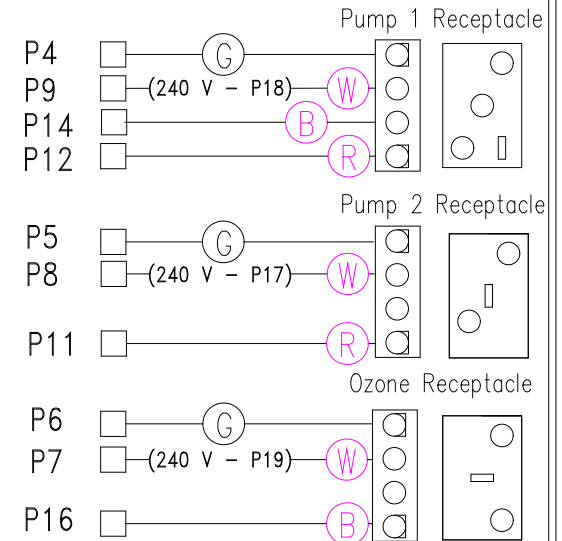 Pump 1 Receptacle
P4 G
P9 (240 V - P18) W
P14 B
P12 R
Pump 2 Receptacle
P5 G
P8 (240 V - P17) W
P11 R
Ozone Receptacle
P6 G
P7 (240 V - P19) W
P16 B